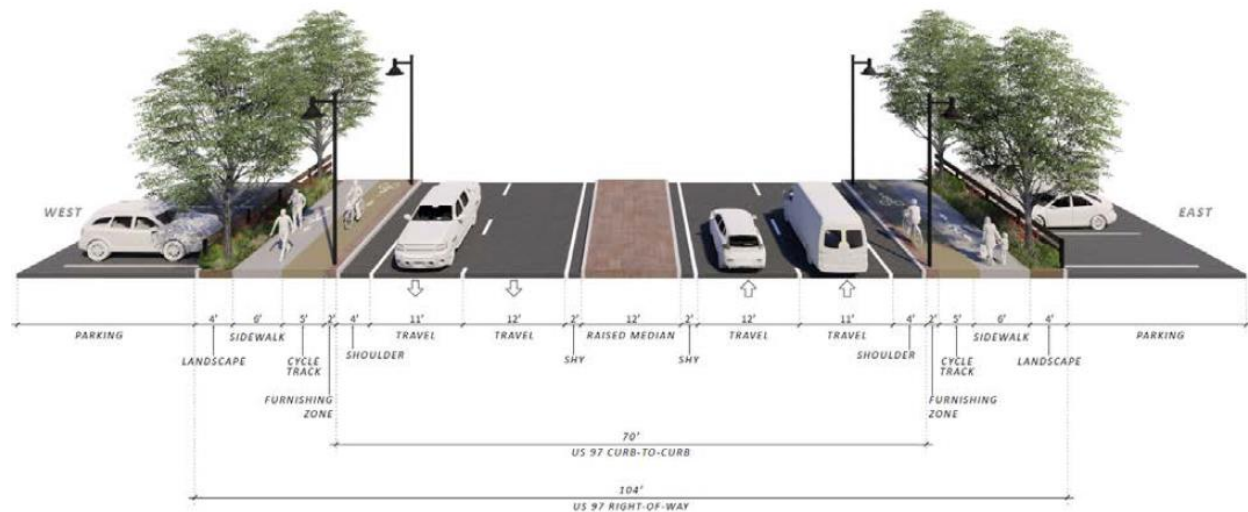 WEST
EAST
4' 6' 5' 2' 4' 11' 12' 2' 12' 2' 12' 11' 4' 2' 5' 6' 4'
PARKING SIDEWALK TRAVEL TRAVEL RAISED MEDIAN TRAVEL TRAVEL SIDEWALK PARKING
LANDSCAPE CYCLE TRACK SHOULDER SHY SHY SHOULDER CYCLE TRACK LANDSCAPE
FURNISHING ZONE FURNISHING ZONE
70'
US 97 CURB-TO-CURB
104'
US 97 RIGHT-OF-WAY